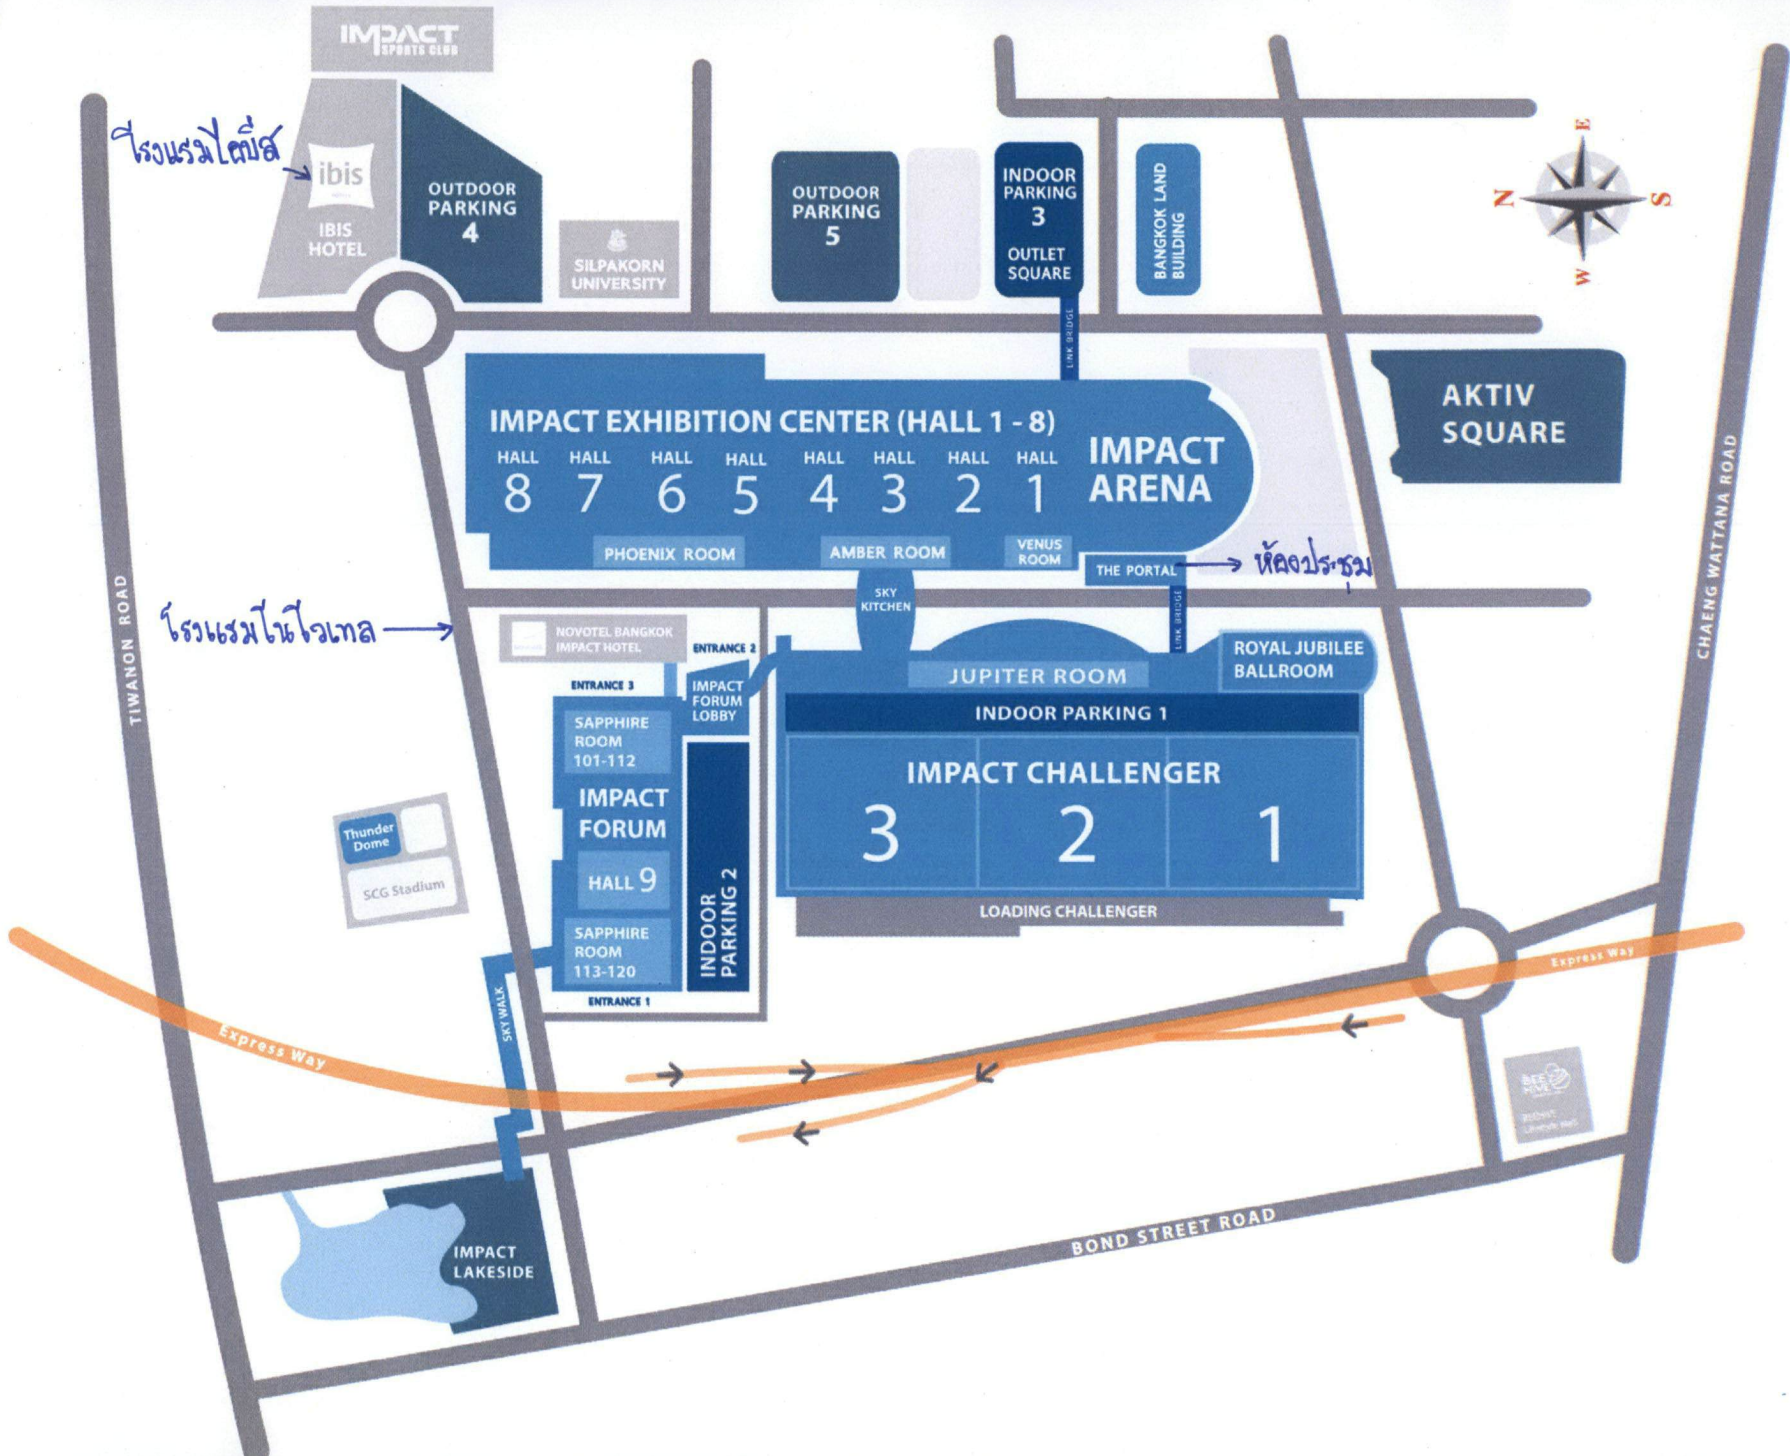 IMPACT
SPORTS CLUB
โรงแรมไอบิส
ibis
IBIS
HOTEL
OUTDOOR
PARKING
4
SILPAKORN
UNIVERSITY
OUTDOOR
PARKING
5
INDOOR
PARKING
3
OUTLET
SQUARE
BANGKOK LAND
BUILDING
E
N
S
W
LINK BRIDGE
AKTIV
SQUARE
IMPACT EXHIBITION CENTER (HALL 1 - 8)
HALL HALL HALL HALL HALL HALL HALL HALL
8 7 6 5 4 3 2 1
IMPACT
ARENA
PHOENIX ROOM
AMBER ROOM
VENUS
ROOM
THE PORTAL
ห้องประชุม
SKY
KITCHEN
LINK BRIDGE
TIWANON ROAD
CHAENG WATTANA ROAD
โรงแรมโนโวเทล
NOVOTEL BANGKOK
IMPACT HOTEL
ENTRANCE 2
ENTRANCE 3
IMPACT
FORUM
LOBBY
JUPITER ROOM
ROYAL JUBILEE
BALLROOM
INDOOR PARKING 1
SAPPHIRE
ROOM
101-112
IMPACT
FORUM
HALL 9
SAPPHIRE
ROOM
113-120
ENTRANCE 1
INDOOR
PARKING 2
IMPACT CHALLENGER
3 2 1
LOADING CHALLENGER
Thunder
Dome
SCG Stadium
SKY WALK
Express Way
Express Way
BEE
HIVE
IMPACT
LAKESIDE
BOND STREET ROAD